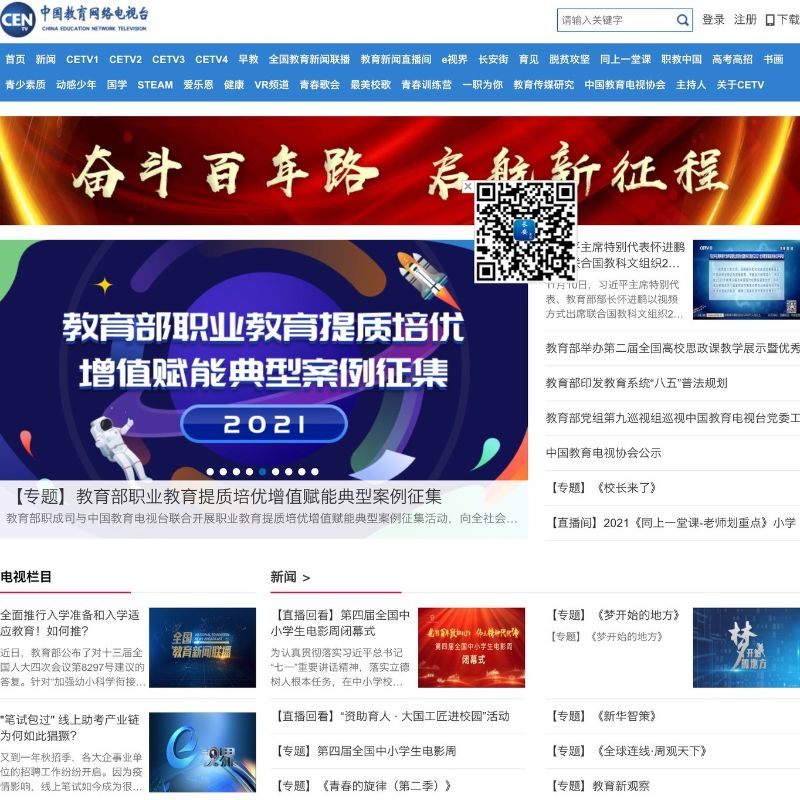 CEN
TV
中国教育网络电视台
CHINA EDUCATION NETWORK TELEVISION
请输入关键字
登录 注册 下载
首页 新闻 CETV1 CETV2 CETV3 CETV4 早教 全国教育新闻联播 教育新闻直播间 e视界 长安街 育见 脱贫攻坚 同上一堂课 职教中国 高考高招 书画
青少素质 动感少年 国学 STEAM 爱乐恩 健康 VR频道 青春歌会 最美校歌 青春训练营 一职为你 教育传媒研究 中国教育电视协会 主持人 关于CETV
奋斗百年路 启航新征程
教育部职业教育提质培优
增值赋能典型案例征集
2021
【专题】教育部职业教育提质培优增值赋能典型案例征集
教育部职成司与中国教育电视台联合开展职业教育提质培优增值赋能典型案例征集活动，向全社会…
平主席特别代表怀进鹏
联合国教科文组织2...
11月10日，习近平主席特别代
表、教育部部长怀进鹏以视频
方式出席联合国教科文组织2...
教育部举办第二届全国高校思政课教学展示暨优秀
教育部印发教育系统“八五”普法规划
教育部党组第九巡视组巡视中国教育电视台党委工
中国教育电视协会公示
【专题】《校长来了》
【直播间】2021《同上一堂课-老师划重点》小学
电视栏目
全面推行入学准备和入学适
应教育！如何推？
近日、教育部公布了对十三届全
国人大四次会议第8297号建议的
答复。针对“加强幼小科学衔接…
全国
教育新闻联播
"笔试包过" 线上助考产业链
为何如此猖獗？
又到一年秋招季、各大企事业单
位的招聘工作纷纷开启。因为疫
情影响，线上笔试如今成为很…
e视界
新闻 >
【直播回看】第四届全国中
小学生电影周闭幕式
为认真贯彻落实习近平总书记
“七一”重要讲话精神，落实立德
树人根本任务，在中小学校…
第四届全国中小学生电影周
闭幕式
【直播回看】“资助育人 · 大国工匠进校园”活动
【专题】第四届全国中小学生电影周
【专题】《青春的旋律（第二季）》
【专题】《梦开始的地方》
【专题】《梦开始的地方》
梦开始的地方
【专题】《新华智策》
【专题】《全球连线·周观天下》
【专题】教育新观察